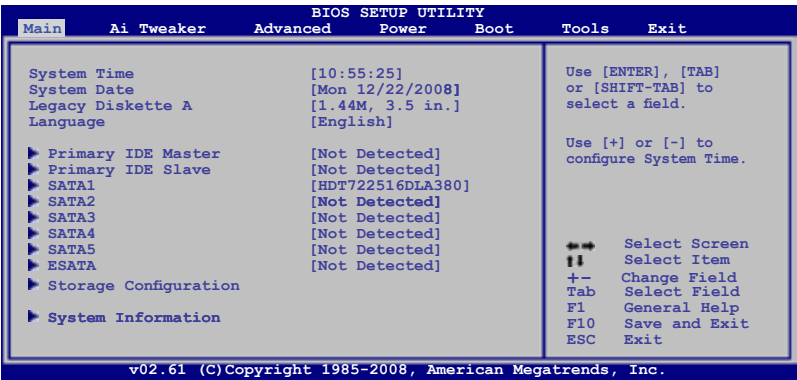 BIOS SETUP UTILITY
Main Ai Tweaker Advanced Power Boot Tools Exit
System Time [10:55:25]
System Date [Mon 12/22/2008]
Legacy Diskette A [1.44M, 3.5 in.]
Language [English]
Primary IDE Master [Not Detected]
Primary IDE Slave [Not Detected]
SATA1 [HDT722516DLA380]
SATA2 [Not Detected]
SATA3 [Not Detected]
SATA4 [Not Detected]
SATA5 [Not Detected]
ESATA [Not Detected]
Storage Configuration
System Information
Use [ENTER], [TAB]
or [SHIFT-TAB] to
select a field.
Use [+] or [-] to
configure System Time.
←→ Select Screen
↑↓ Select Item
+- Change Field
Tab Select Field
F1 General Help
F10 Save and Exit
ESC Exit
v02.61 (C)Copyright 1985-2008, American Megatrends, Inc.